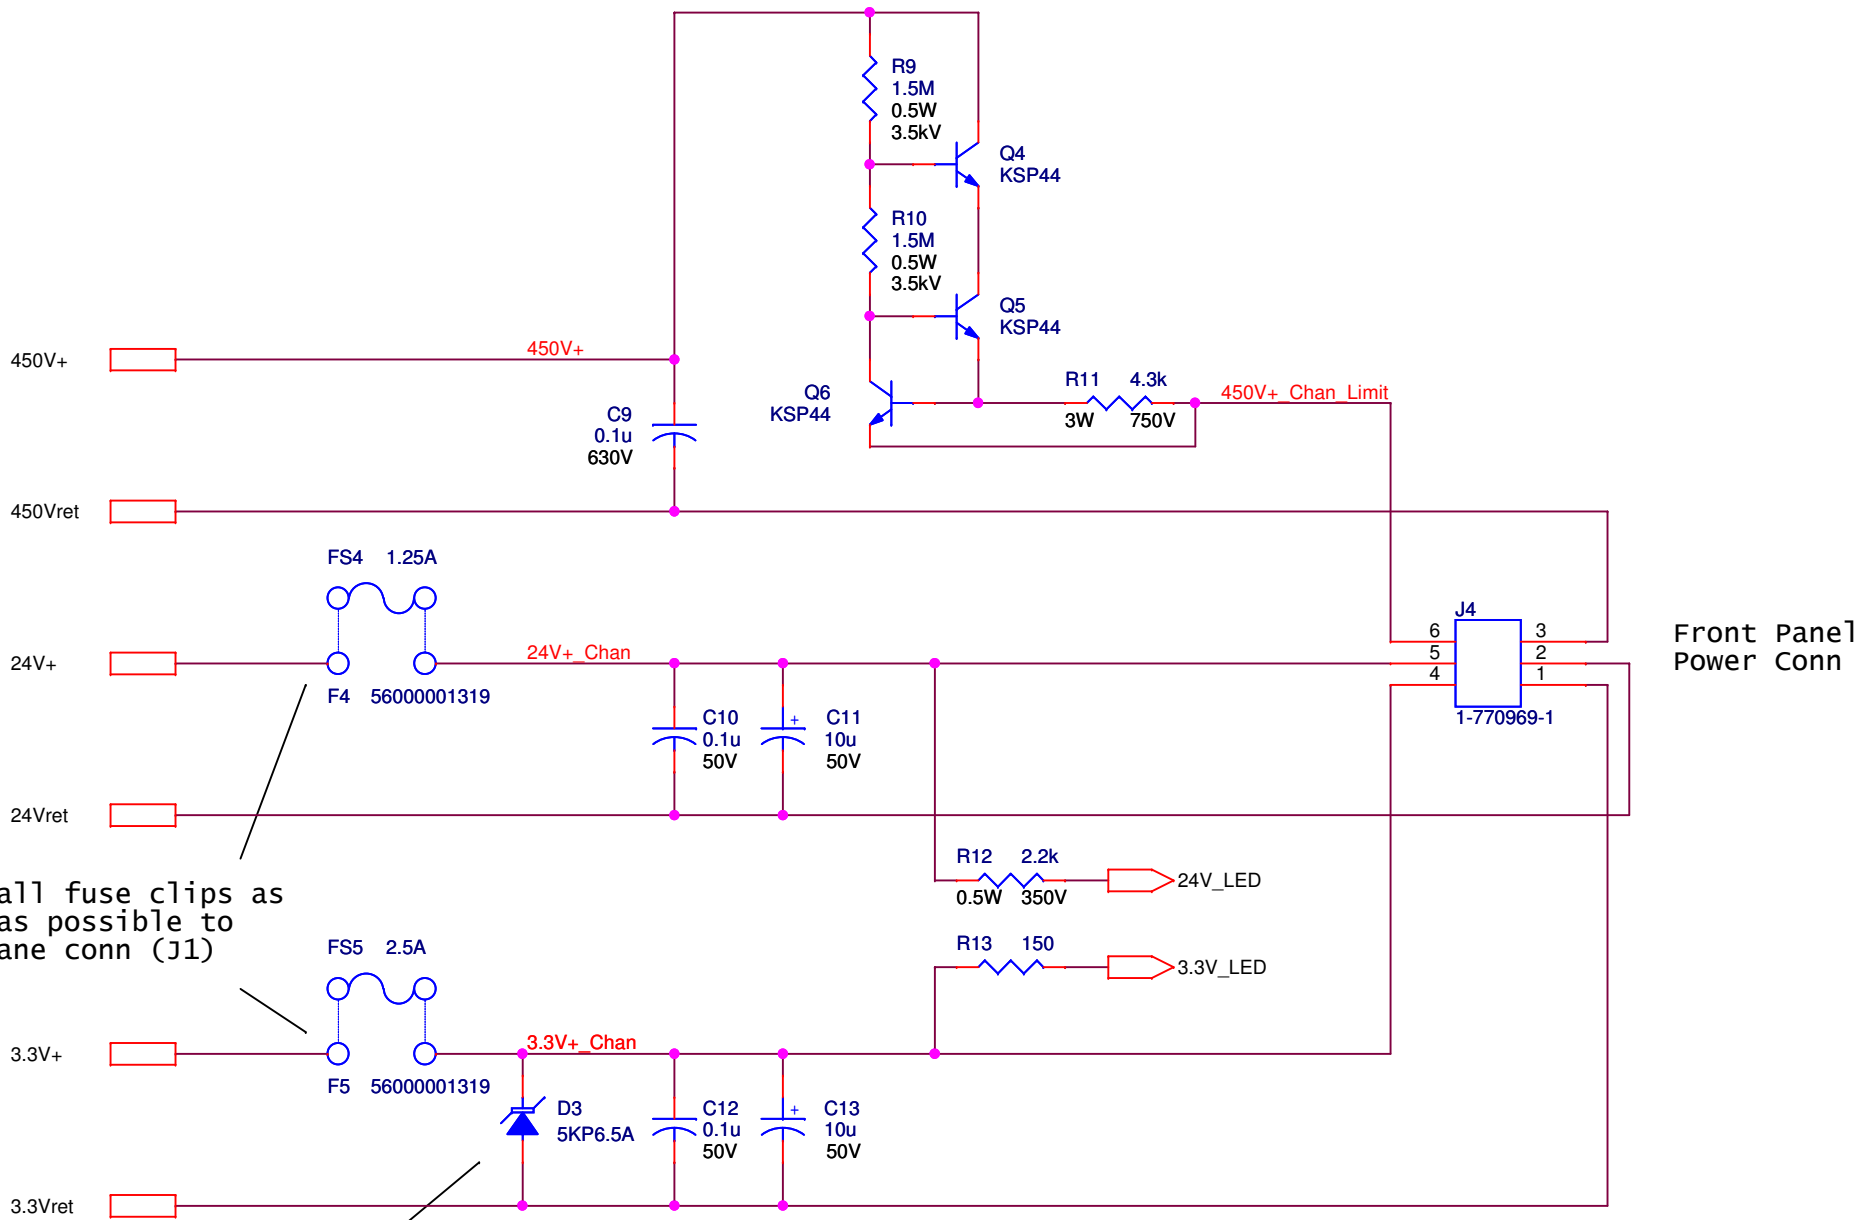 R9
1.5M
0.5W
3.5kV
Q4
KSP44
R10
1.5M
0.5W
3.5kV
Q5
KSP44
450V+
450V+
Q6
KSP44
R11 4.3k
3W 750V
450V+_Chan_Limit
C9
0.1u
630V
450Vret
FS4 1.25A
24V+
24V+_Chan
F4 56000001319
J4
6 3
5 2
4 1
1-770969-1
Front Panel
Power Conn
C10
0.1u
50V
+
C11
10u
50V
24Vret
R12 2.2k
0.5W 350V
24V_LED
all fuse clips as
as possible to
ane conn (J1)
FS5 2.5A
R13 150
3.3V_LED
3.3V+
3.3V+_Chan
F5 56000001319
D3
5KP6.5A
C12
0.1u
50V
+
C13
10u
50V
3.3Vret